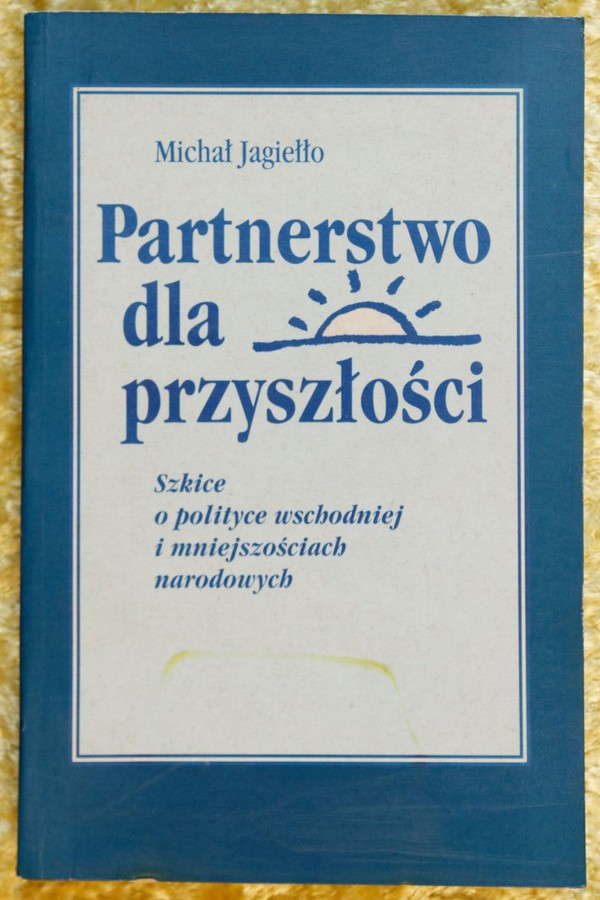 Michał Jagiełło
Partnerstwo
dla
przyszłości
Szkice
o polityce wschodniej
i mniejszościach
narodowych